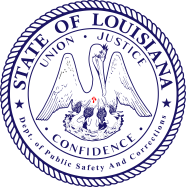 STATE OF LOUISIANA
UNION · JUSTICE
· CONFIDENCE ·
Dept. of Public Safety And Corrections